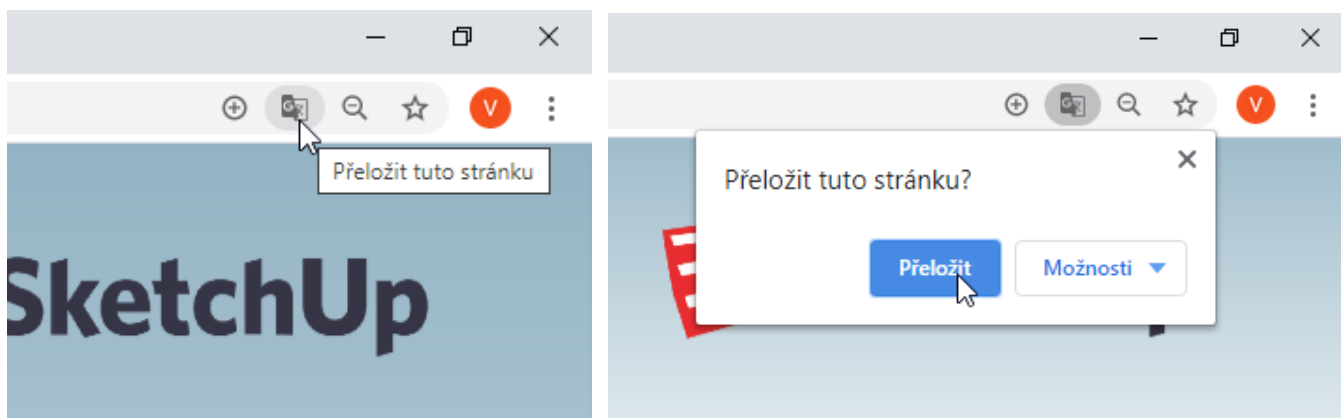 V
Přeložit tuto stránku
SketchUp
V
Přeložit tuto stránku?
Přeložit
Možnosti